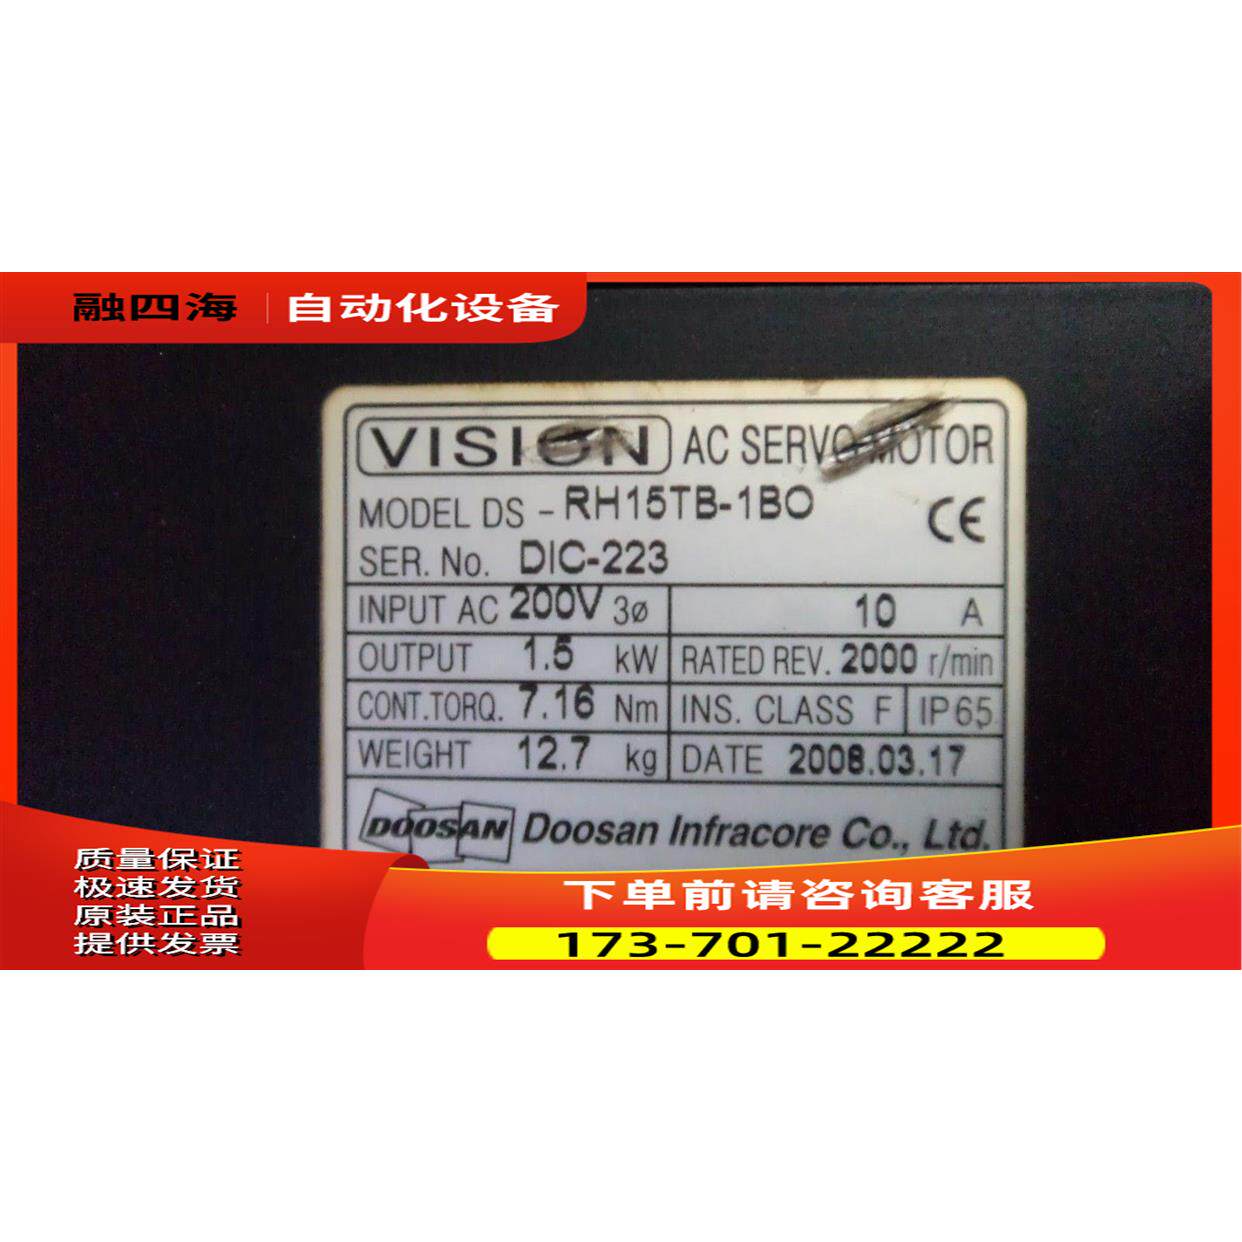 融四海 自动化设备
VISION AC SERVO MOTOR
MODEL DS - RH15TB-1BO
CE
SER. No. DIC-223
INPUT AC 200V 3ø 10 A
OUTPUT 1.5 kW RATED REV. 2000 r/min
CONT.TORQ. 7.16 Nm INS. CLASS F IP65
WEIGHT 12.7 kg DATE 2008.03.17
DOOSAN Doosan Infracore Co., Ltd.
质量保证
极速发货
原装正品
提供发票
下单前请咨询客服
173-701-22222